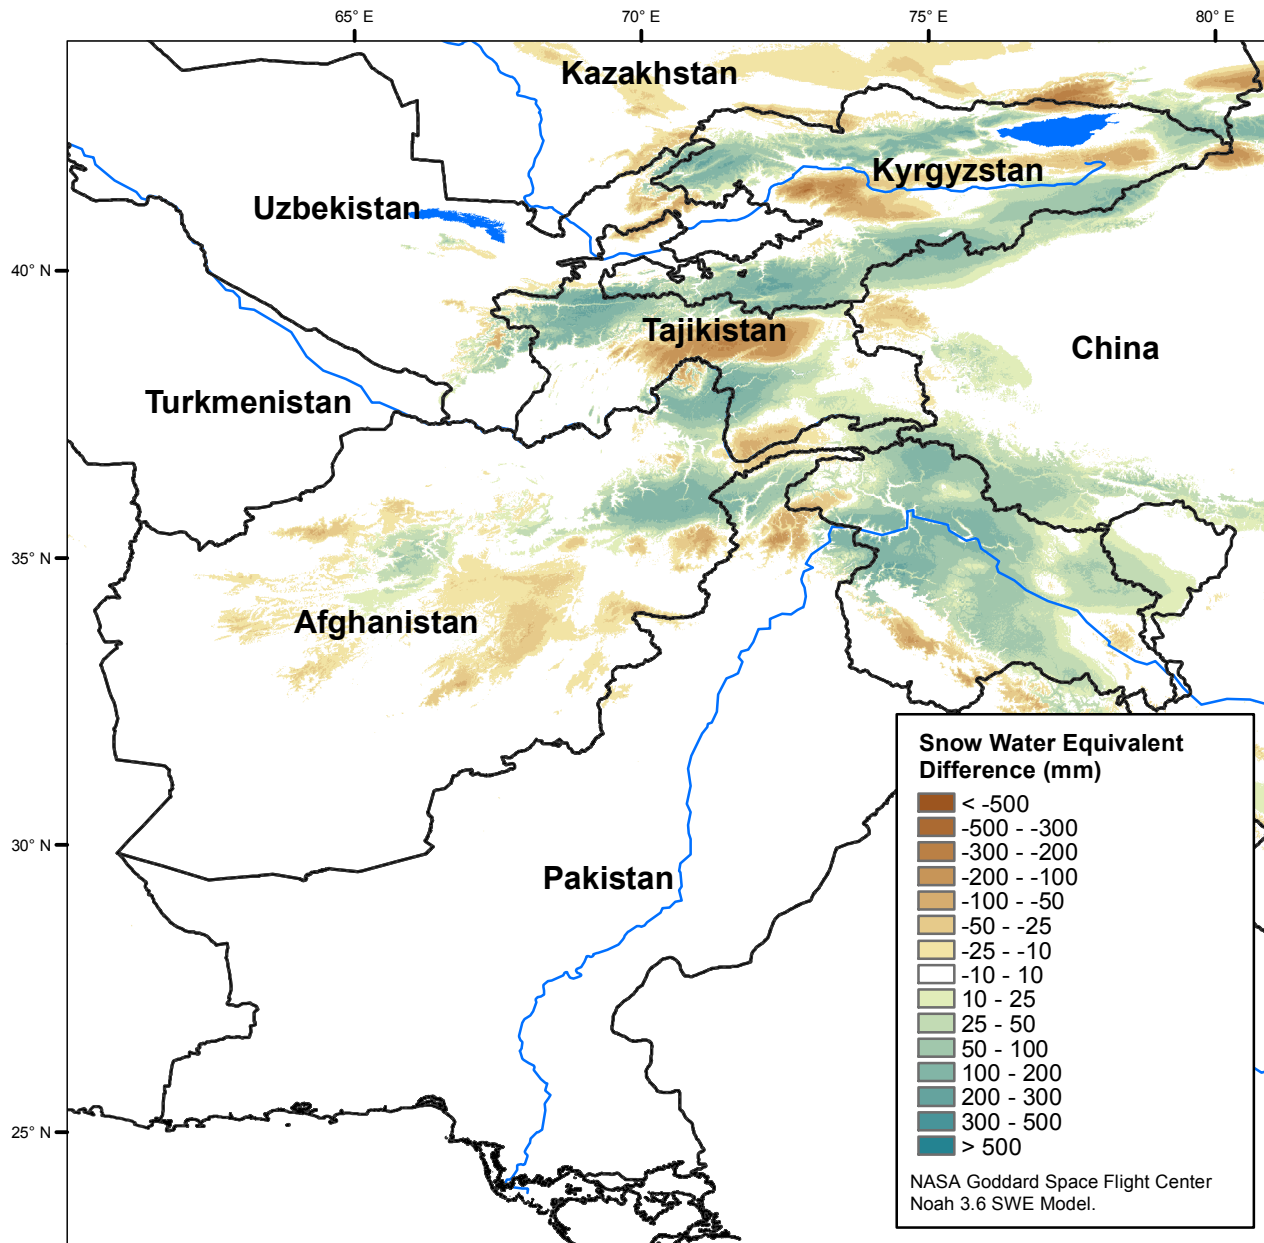 65° E
70° E
75° E
80° E
Kazakhstan
Kyrgyzstan
Uzbekistan
40° N
Tajikistan
China
Turkmenistan
35° N
Afghanistan
Snow Water Equivalent
Difference (mm)
< -500
-500 - -300
-300 - -200
-200 - -100
-100 - -50
-50 - -25
-25 - -10
-10 - 10
10 - 25
25 - 50
50 - 100
100 - 200
200 - 300
300 - 500
> 500
NASA Goddard Space Flight Center
Noah 3.6 SWE Model.
30° N
Pakistan
25° N